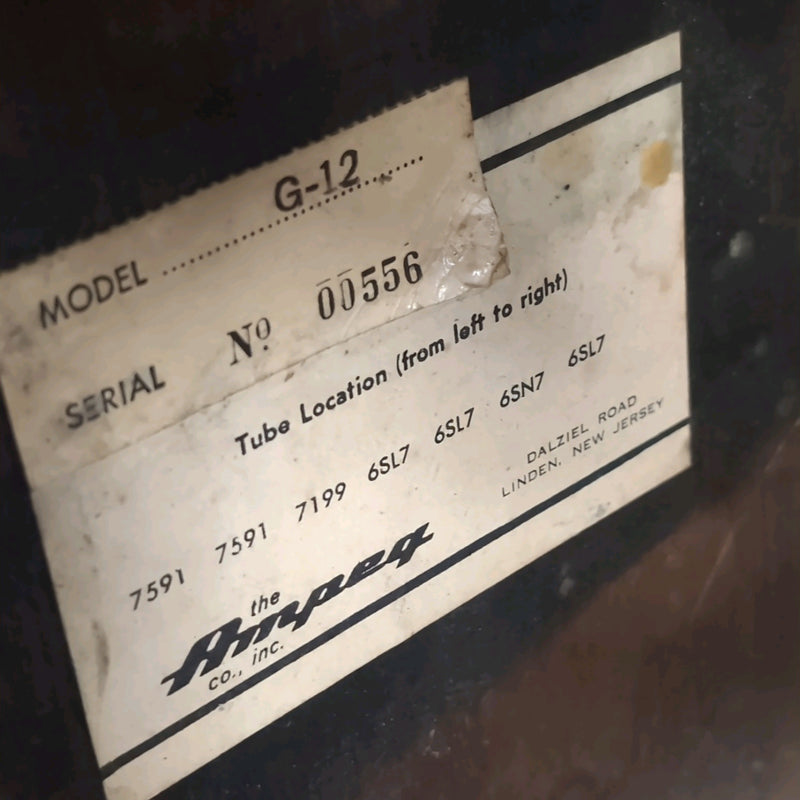 MODEL G-12
SERIAL Nº 00556
Tube Location (from left to right)
7591 7591 7199 6SL7 6SL7 6SN7 6SL7
the
Ampeg
co., inc.
DALZIEL ROAD
LINDEN, NEW JERSEY